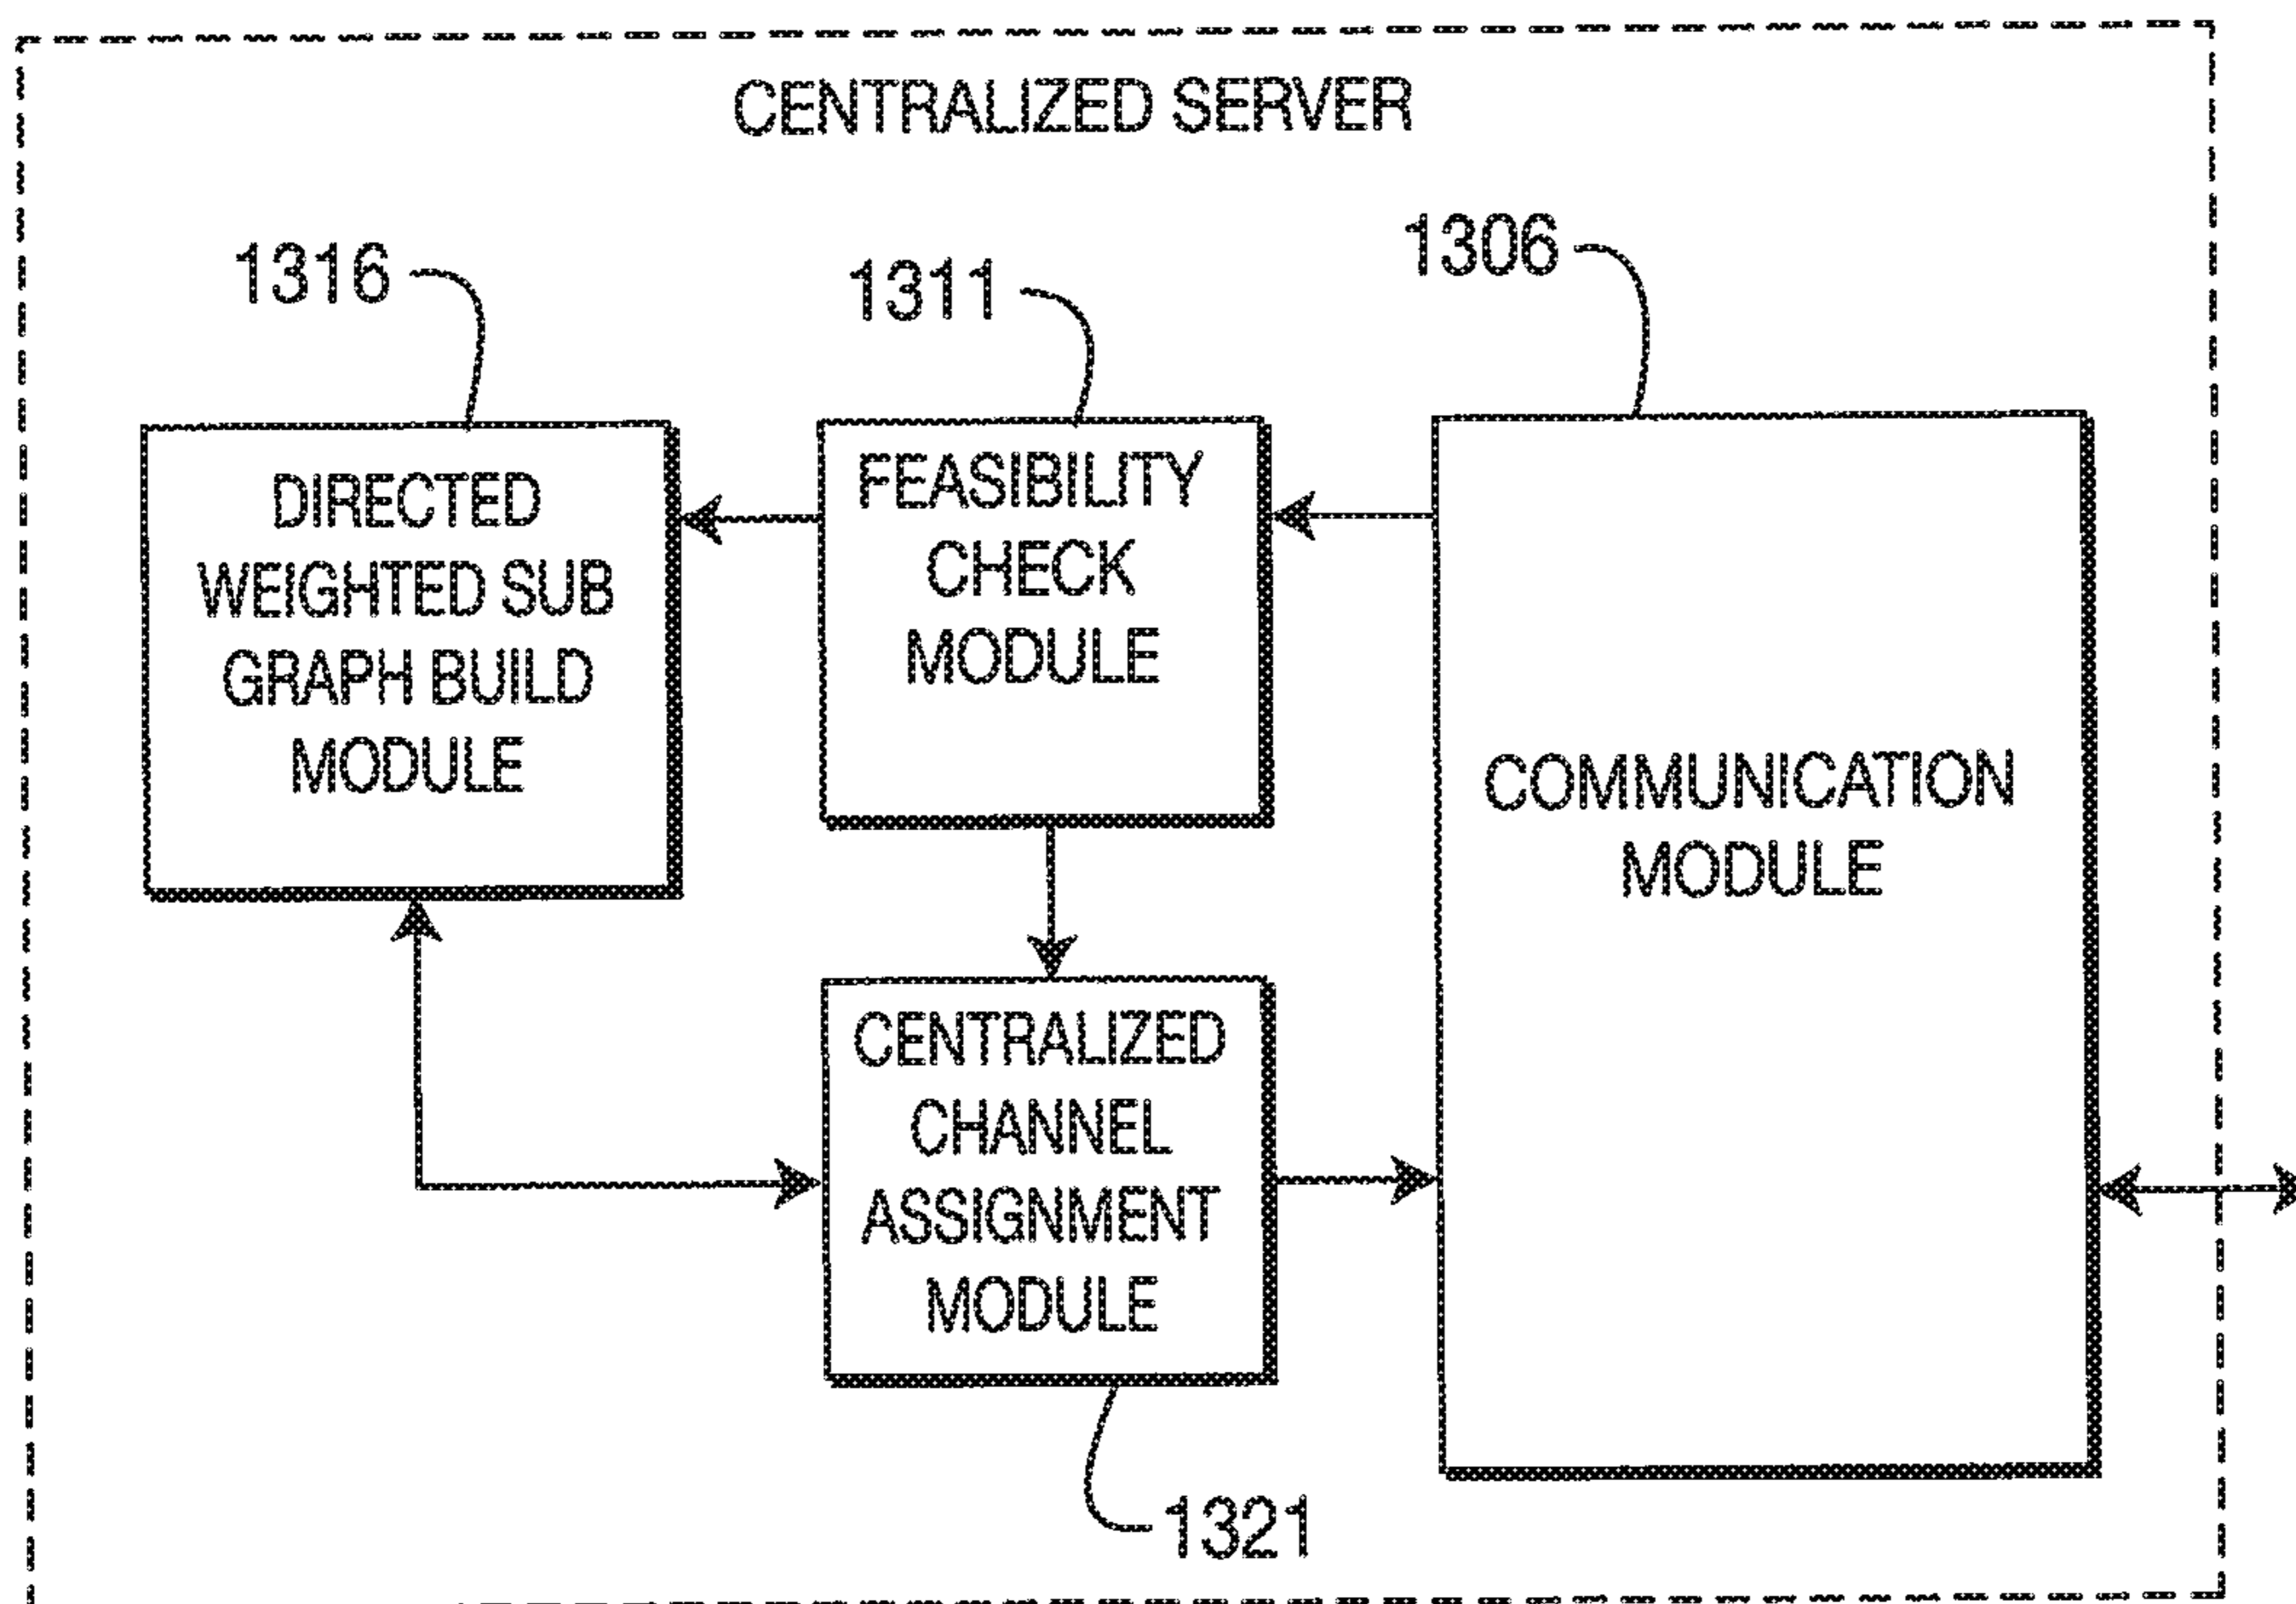 CENTRALIZED SERVER
1316
1311
1306
DIRECTED
WEIGHTED SUB
GRAPH BUILD
MODULE
FEASIBILITY
CHECK
MODULE
COMMUNICATION
MODULE
CENTRALIZED
CHANNEL
ASSIGNMENT
MODULE
1321